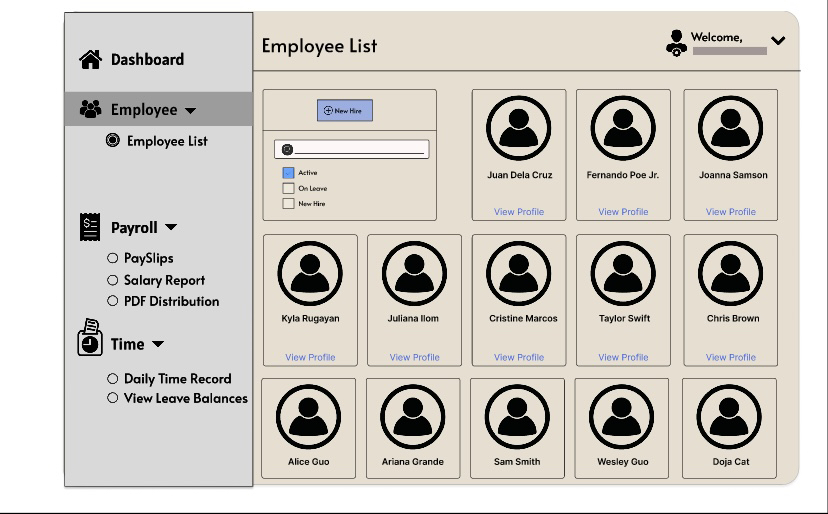 Dashboard
Employee
Employee List
Payroll
PaySlips
Salary Report
PDF Distribution
Time
Daily Time Record
View Leave Balances
Employee List
Welcome,
New Hire
Active
On Leave
New Hire
Juan Dela Cruz
View Profile
Fernando Poe Jr.
View Profile
Joanna Samson
View Profile
Kyla Rugayan
View Profile
Juliana Ilom
View Profile
Cristine Marcos
View Profile
Taylor Swift
View Profile
Chris Brown
View Profile
Alice Guo
Ariana Grande
Sam Smith
Wesley Guo
Doja Cat